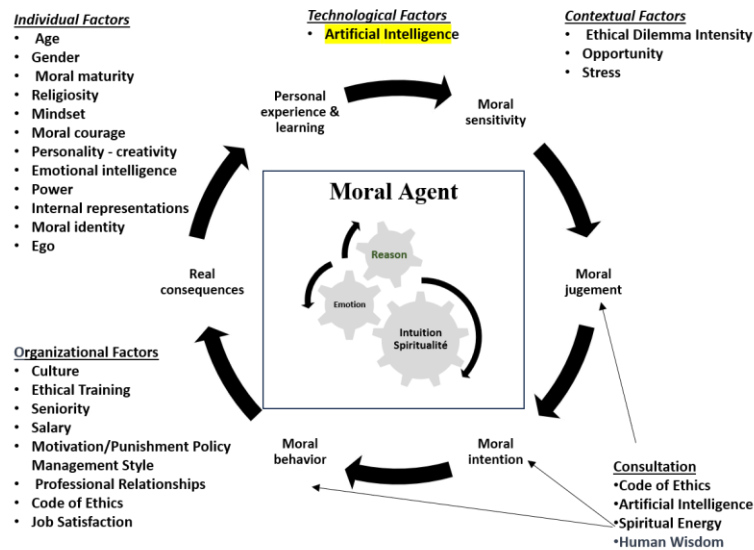 Individual Factors
• Age
• Gender
• Moral maturity
• Religiosity
• Mindset
• Moral courage
• Personality - creativity
• Emotional intelligence
• Power
• Internal representations
• Moral identity
• Ego
Technological Factors
• Artificial Intelligence
Contextual Factors
• Ethical Dilemma Intensity
• Opportunity
• Stress
Personal
experience &
learning
Moral
sensitivity
Moral Agent
Reason
Emotion
Intuition
Spiritualité
Real
consequences
Moral
jugement
Organizational Factors
• Culture
• Ethical Training
• Seniority
• Salary
• Motivation/Punishment Policy
Management Style
• Professional Relationships
• Code of Ethics
• Job Satisfaction
Moral
behavior
Moral
intention
Consultation
•Code of Ethics
•Artificial Intelligence
•Spiritual Energy
•Human Wisdom